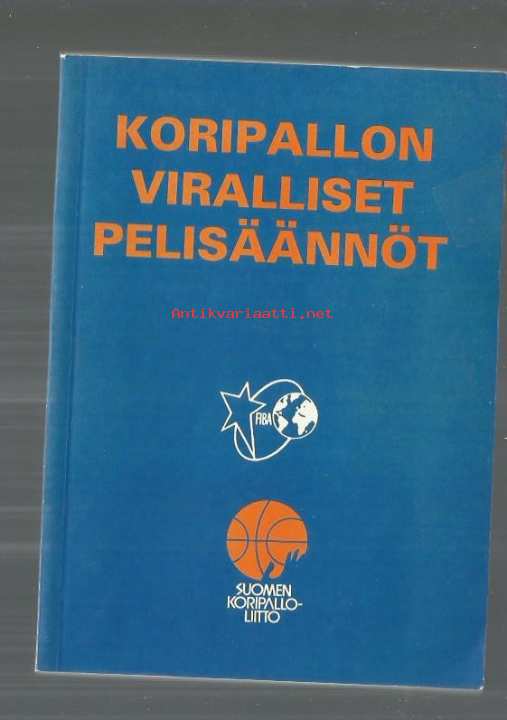 KORIPALLON
VIRALLISET
PELISÄÄNNÖT
Antikvariaatti.net
FIBA
SUOMEN
KORIPALLO-
LIITTO